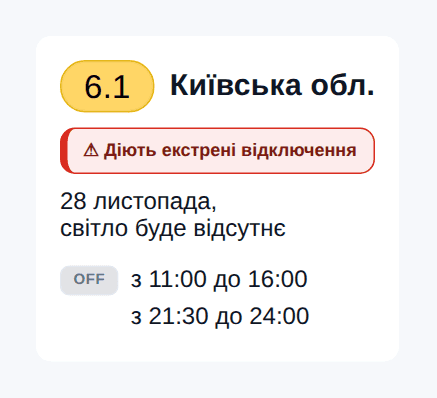 6.1 Київська обл.
⚠ Діють екстрені відключення
28 листопада,
світло буде відсутнє
OFF з 11:00 до 16:00
з 21:30 до 24:00